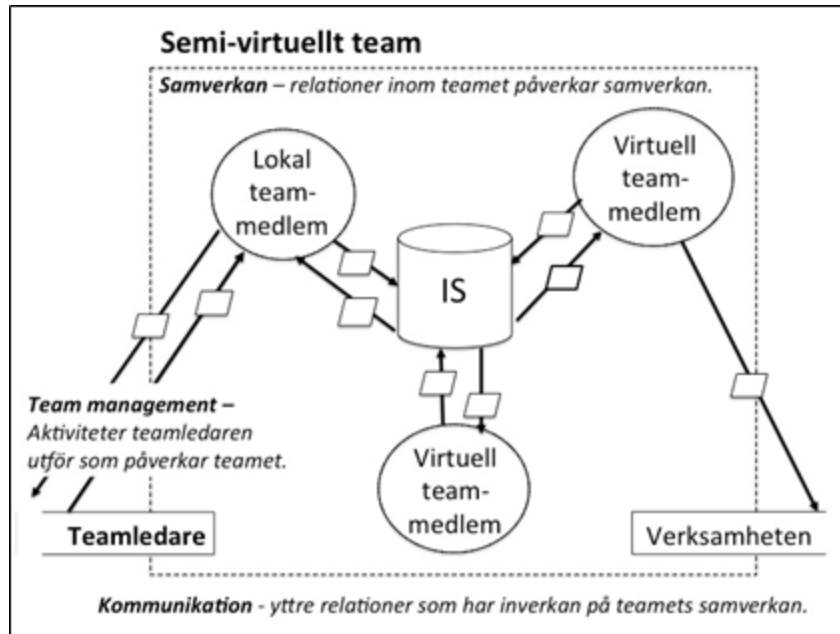 Semi-virtuellt team
Samverkan – relationer inom teamet påverkar samverkan.
Lokal
team-
medlem
Virtuell
team-
medlem
IS
Team management –
Aktiviteter teamledaren
utför som påverkar teamet.
Virtuell
team-
medlem
Teamledare
Verksamheten
Kommunikation - yttre relationer som har inverkan på teamets samverkan.